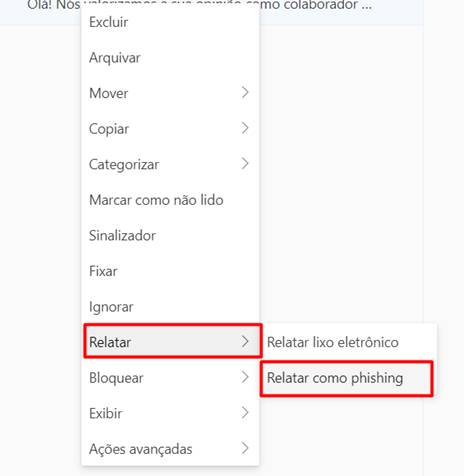 Olá! Nós valorizamos a sua opinião como colaborador ...
Excluir
Arquivar
Mover
Copiar
Categorizar
Marcar como não lido
Sinalizador
Fixar
Ignorar
Relatar
Relatar lixo eletrônico
Bloquear
Relatar como phishing
Exibir
Ações avançadas